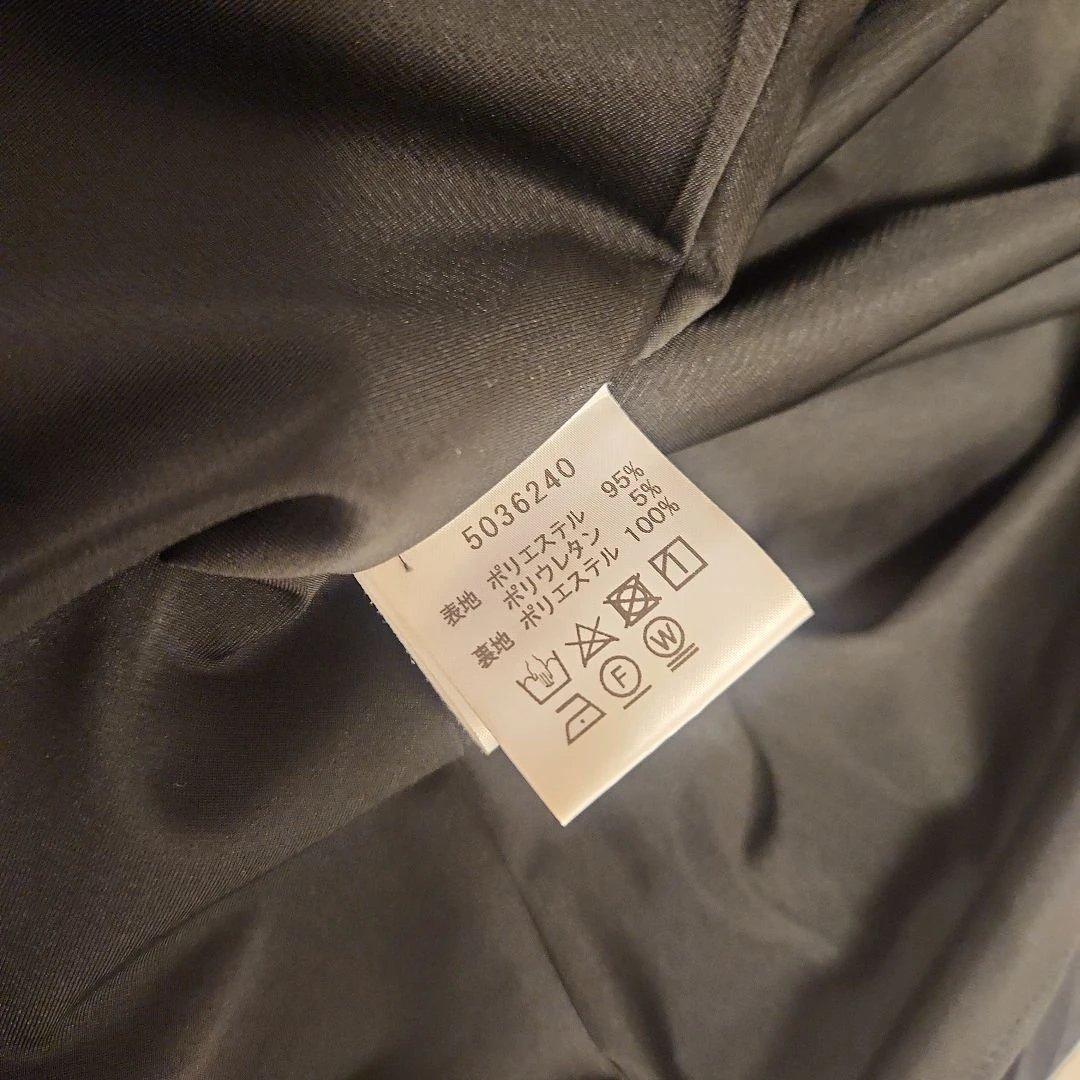 5036240
表地 ポリエステル 95%
ポリウレタン 5%
裏地 ポリエステル 100%
F
W